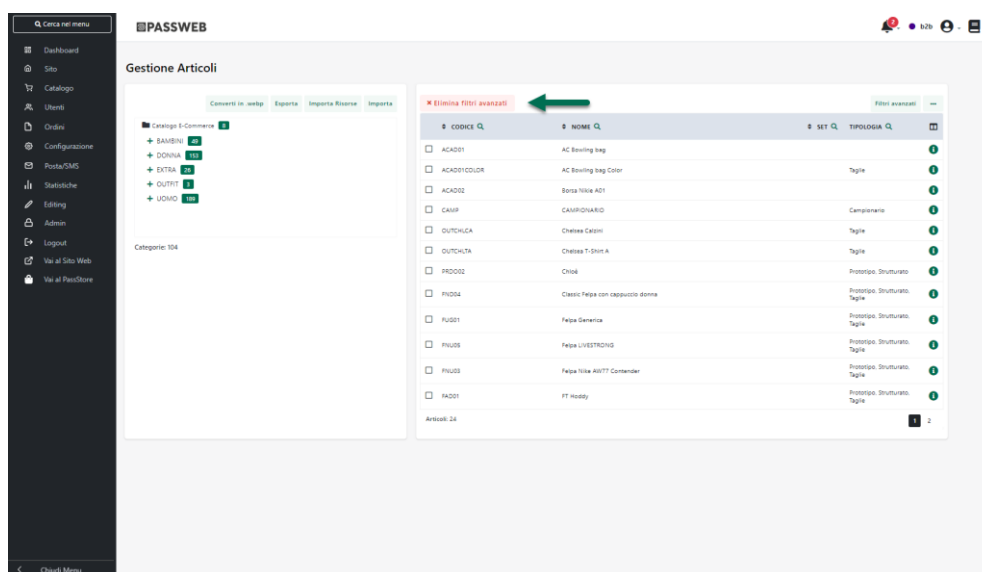 Cerca nel menu
PASSWEB
2
b2b
Dashboard
Sito
Catalogo
Utenti
Ordini
Configurazione
Posta/SMS
Statistiche
Editing
Admin
Logout
Vai al Sito Web
Vai al PassStore
Chiudi Menu
Gestione Articoli
Converti in .webp Esporta Importa Risorse Importa
Catalogo E-Commerce
+ BAMBINI 49
+ DONNA 152
+ EXTRA 26
+ OUTFIT 3
+ UOMO 189
Categorie: 104
× Elimina filtri avanzati
Filtri avanzati ...
CODICE NOME SET TIPOLOGIA
ACAD01 AC Bowling bag
ACAD01COLOR AC Bowling bag Color Taglie
ACAD02 Borsa Nikie A01
CAMP CAMPIONARIO Campionario
OUTCHLCA Chelsea Calzini Taglie
OUTCHLTA Chelsea T-Shirt A Taglie
PRDO02 Chloè Prototipo, Strutturato
FND04 Classic Felpa con cappuccio donna Prototipo, Strutturato,
Taglie
FUG01 Felpa Generica Prototipo, Strutturato,
Taglie
FNU05 Felpa LIVESTRONG Prototipo, Strutturato,
Taglie
FNU03 Felpa Nike AW77 Contender Prototipo, Strutturato,
Taglie
FAD01 FT Hoddy Prototipo, Strutturato,
Taglie
Articoli: 24
1 2